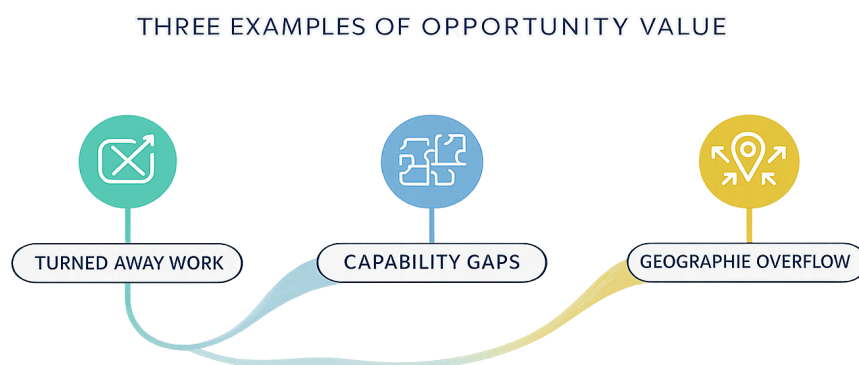 THREE EXAMPLES OF OPPORTUNITY VALUE
TURNED AWAY WORK
CAPABILITY GAPS
GEOGRAPHIE OVERFLOW